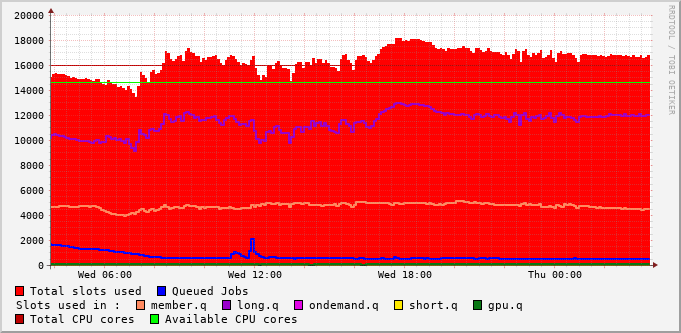 RRDTOOL / TOBI OETIKER
20000
18000
16000
14000
12000
10000
8000
6000
4000
2000
0
Wed 06:00 Wed 12:00 Wed 18:00 Thu 00:00
Total slots used Queued Jobs
Slots used in : member.q long.q ondemand.q short.q gpu.q
Total CPU cores Available CPU cores